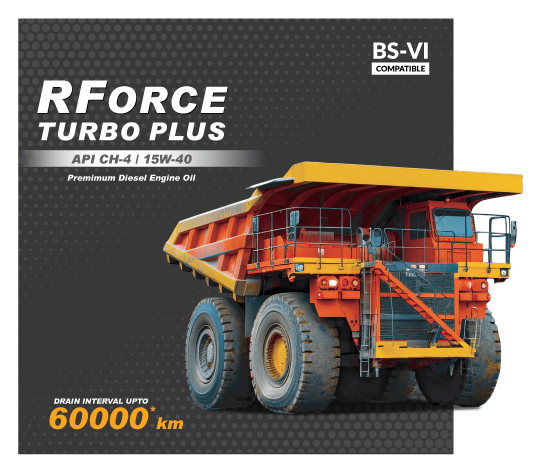 BS-VI
COMPATIBLE
RFORCE
TURBO PLUS
API CH-4 | 15W-40
Premimum Diesel Engine Oil
DRAIN INTERVAL UPTO
60000* km